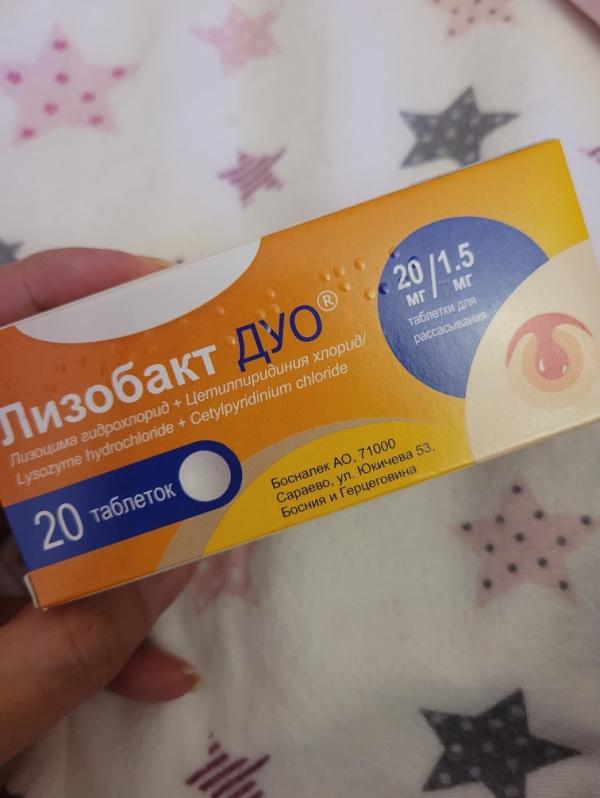 Лизобакт ДУО®
Лизоцима гидрохлорид + Цетилпиридиния хлорид/
Lysozyme hydrochloride + Cetylpyridinium chloride
20 таблеток
20 мг/1.5 мг
таблетки для
рассасывания
Босналек АО, 71000
Сараево, ул. Юкичева 53,
Босния и Герцеговина